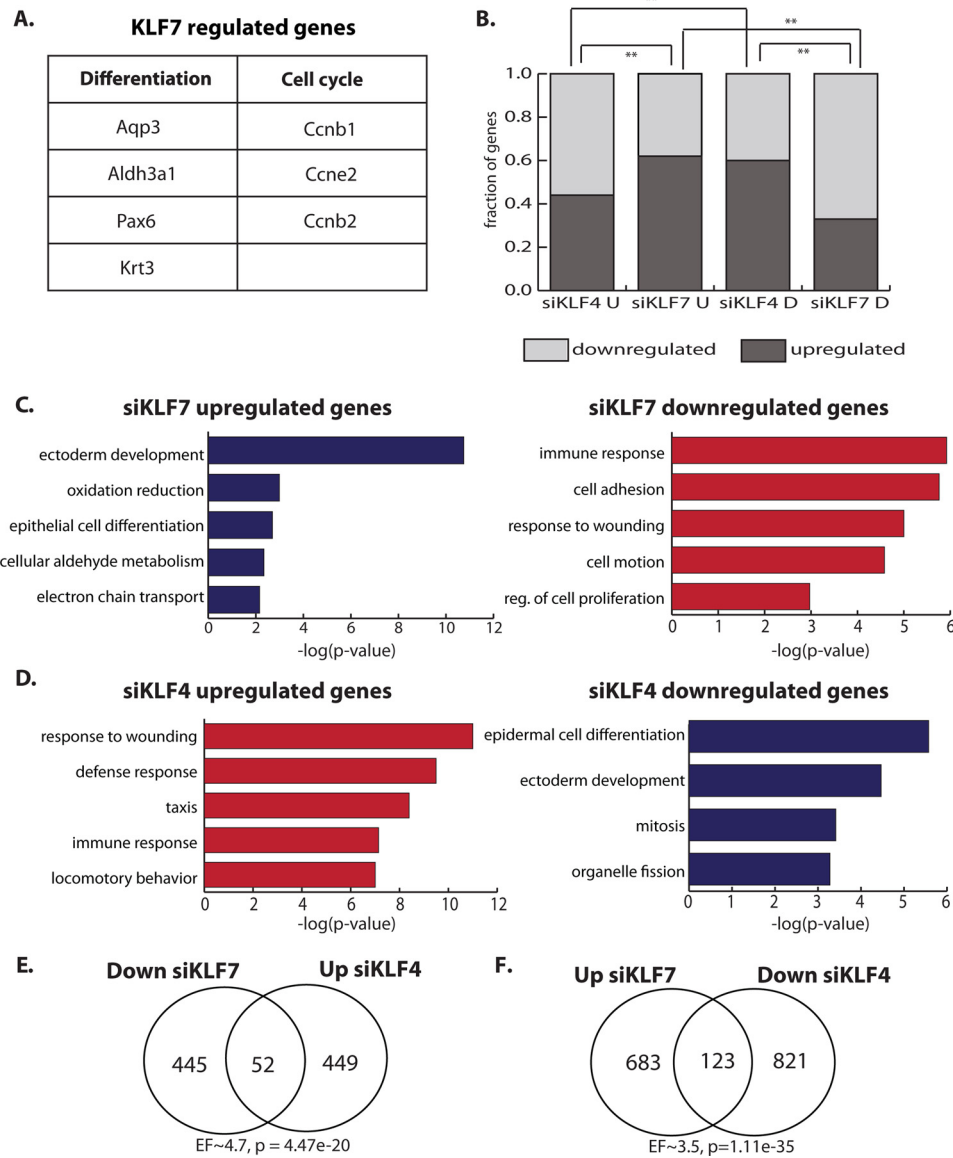 A.
KLF7 regulated genes
Differentiation Cell cycle
Aqp3 Ccnb1
Aldh3a1 Ccne2
Pax6 Ccnb2
Krt3
B.
**
** **
1.0
0.8
0.6
0.4
0.2
0.0
fraction of genes
siKLF4 U siKLF7 U siKLF4 D siKLF7 D
downregulated upregulated
C.
siKLF7 upregulated genes
ectoderm development
oxidation reduction
epithelial cell differentiation
cellular aldehyde metabolism
electron chain transport
0 2 4 6 8 10 12
-log(p-value)
siKLF7 downregulated genes
immune response
cell adhesion
response to wounding
cell motion
reg. of cell proliferation
0 1 2 3 4 5 6
-log(p-value)
D.
siKLF4 upregulated genes
response to wounding
defense response
taxis
immune response
locomotory behavior
0 2 4 6 8 10 12
-log(p-value)
siKLF4 downregulated genes
epidermal cell differentiation
ectoderm development
mitosis
organelle fission
0 1 2 3 4 5 6
-log(p-value)
E.
Down siKLF7 Up siKLF4
445 52 449
EF~4.7, p = 4.47e-20
F.
Up siKLF7 Down siKLF4
683 123 821
EF~3.5, p=1.11e-35